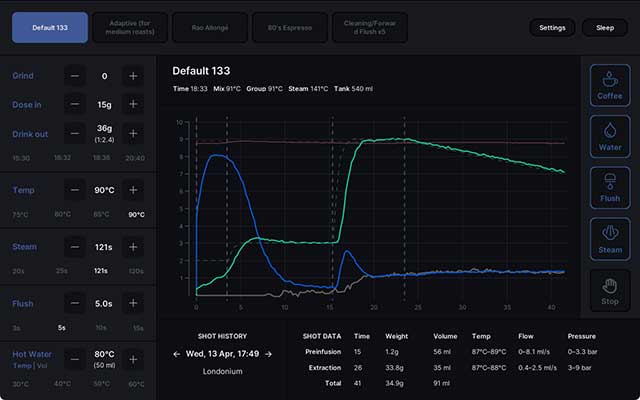 Default 133
Adaptive (for
medium roasts)
Rao Allongé
80's Espresso
Cleaning/Forwar
d Flush x5
Settings
Sleep
Grind
0
Dose in
15g
Drink out
36g
(1:2.4)
15:30 16:32 18:36 20:40
Temp
90°C
75°C 80°C 85°C 90°C
Steam
121s
20s 25s 121s 120s
Flush
5.0s
3s 5s 10s 15s
Hot Water
Temp | Vol
80°C
(50 ml)
30°C 40°C 50°C 60°C
Default 133
Time 18:33 Mix 91°C Group 91°C Steam 141°C Tank 540 ml
10
9
8
7
6
5
4
3
2
1
0 5 10 15 20 25 30 35 40
SHOT HISTORY
← Wed, 13 Apr, 17:49 →
Londonium
SHOT DATA Time Weight Volume Temp Flow Pressure
Preinfusion 15 1.2g 56 ml 87°C–89°C 0–8.1 ml/s 0–3.3 bar
Extraction 26 33.8g 35 ml 87°C–88°C 0.4–2.5 ml/s 3–9 bar
Total 41 34.9g 91 ml
Coffee
Water
Flush
Steam
Stop